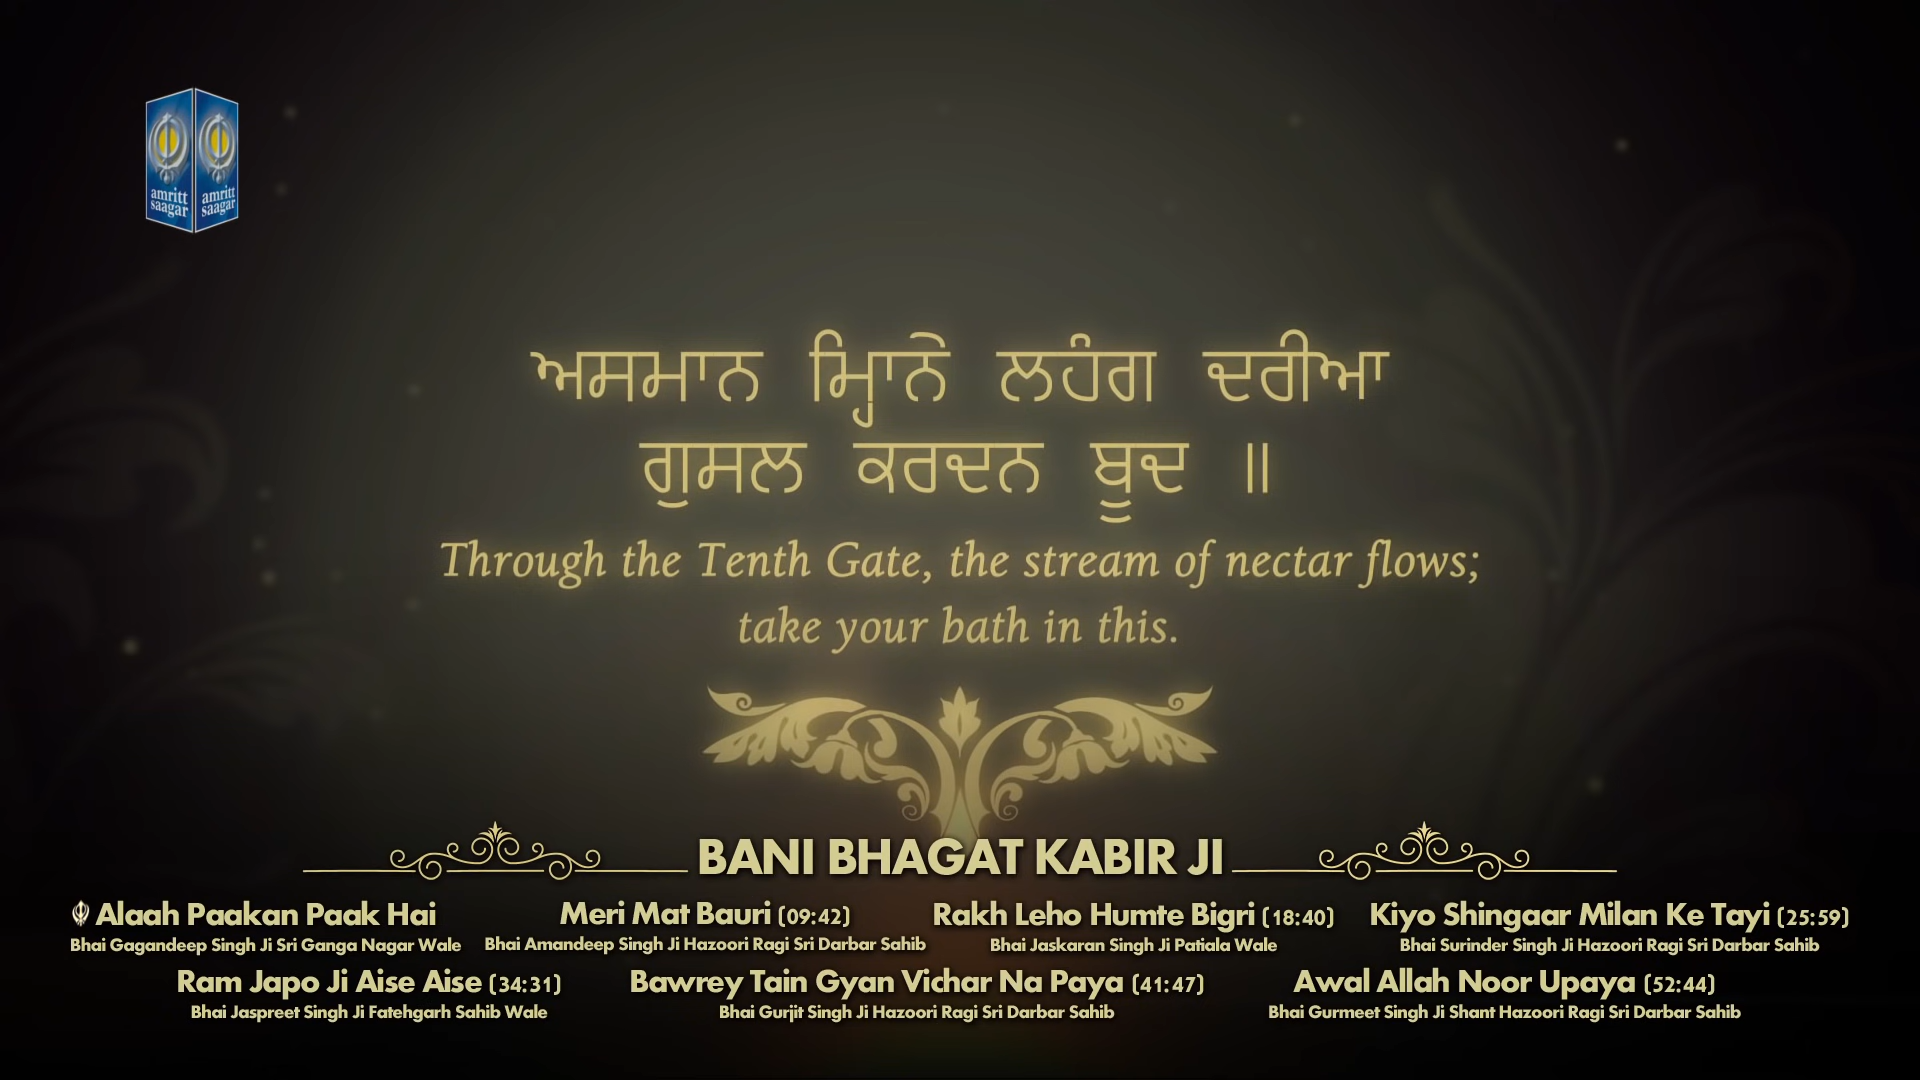 amritt saagar
amritt saagar
ਅਸਮਾਨ ਮ੍ਹਿਾਨੇ ਲਹੰਗ ਦਰੀਆ
ਗੁਸਲ ਕਰਦਨ ਬੂਦ ॥
Through the Tenth Gate, the stream of nectar flows;
take your bath in this.
BANI BHAGAT KABIR JI
Alaah Paakan Paak Hai Meri Mat Bauri (09:42) Rakh Leho Humte Bigri (18:40) Kiyo Shingaar Milan Ke Tayi (25:59)
Bhai Gagandeep Singh Ji Sri Ganga Nagar Wale Bhai Amandeep Singh Ji Hazoori Ragi Sri Darbar Sahib Bhai Jaskaran Singh Ji Patiala Wale Bhai Surinder Singh Ji Hazoori Ragi Sri Darbar Sahib
Ram Japo Ji Aise Aise (34:31) Bawrey Tain Gyan Vichar Na Paya (41:47) Awal Allah Noor Upaya (52:44)
Bhai Jaspreet Singh Ji Fatehgarh Sahib Wale Bhai Gurjit Singh Ji Hazoori Ragi Sri Darbar Sahib Bhai Gurmeet Singh Ji Shant Hazoori Ragi Sri Darbar Sahib